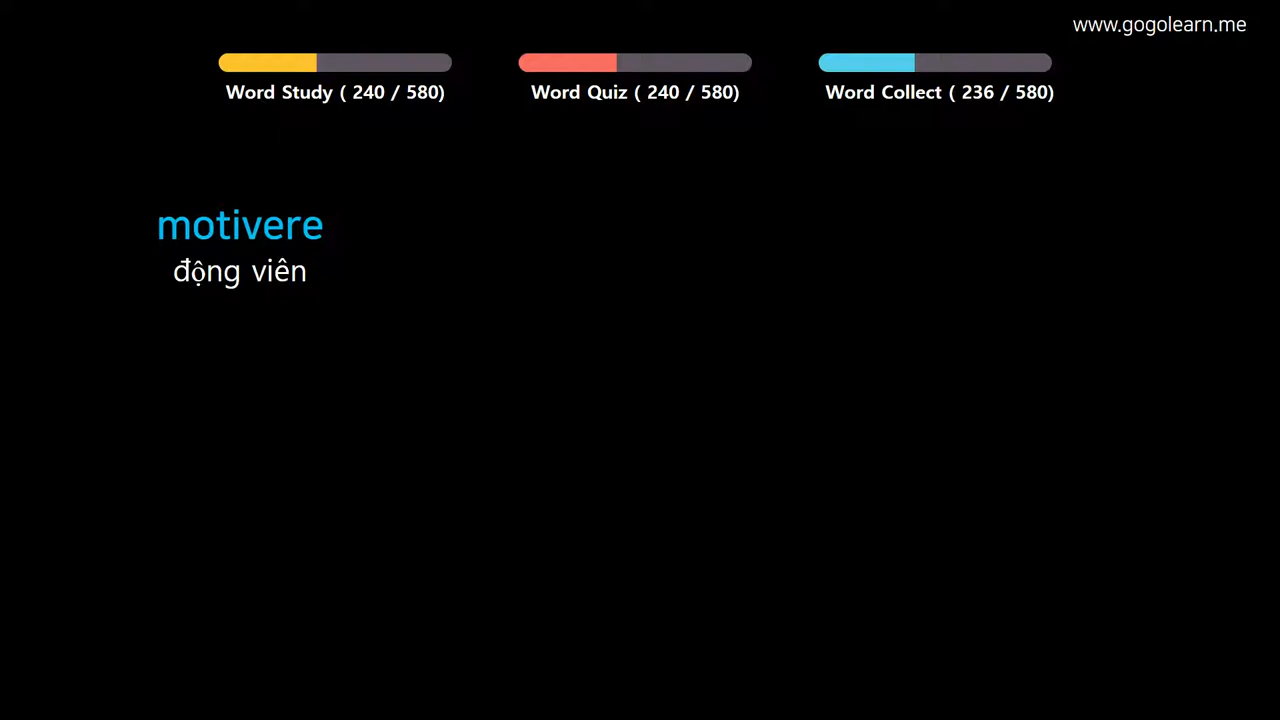 www.gogolearn.me
Word Study ( 240 / 580)
Word Quiz ( 240 / 580)
Word Collect ( 236 / 580)
motivere
động viên